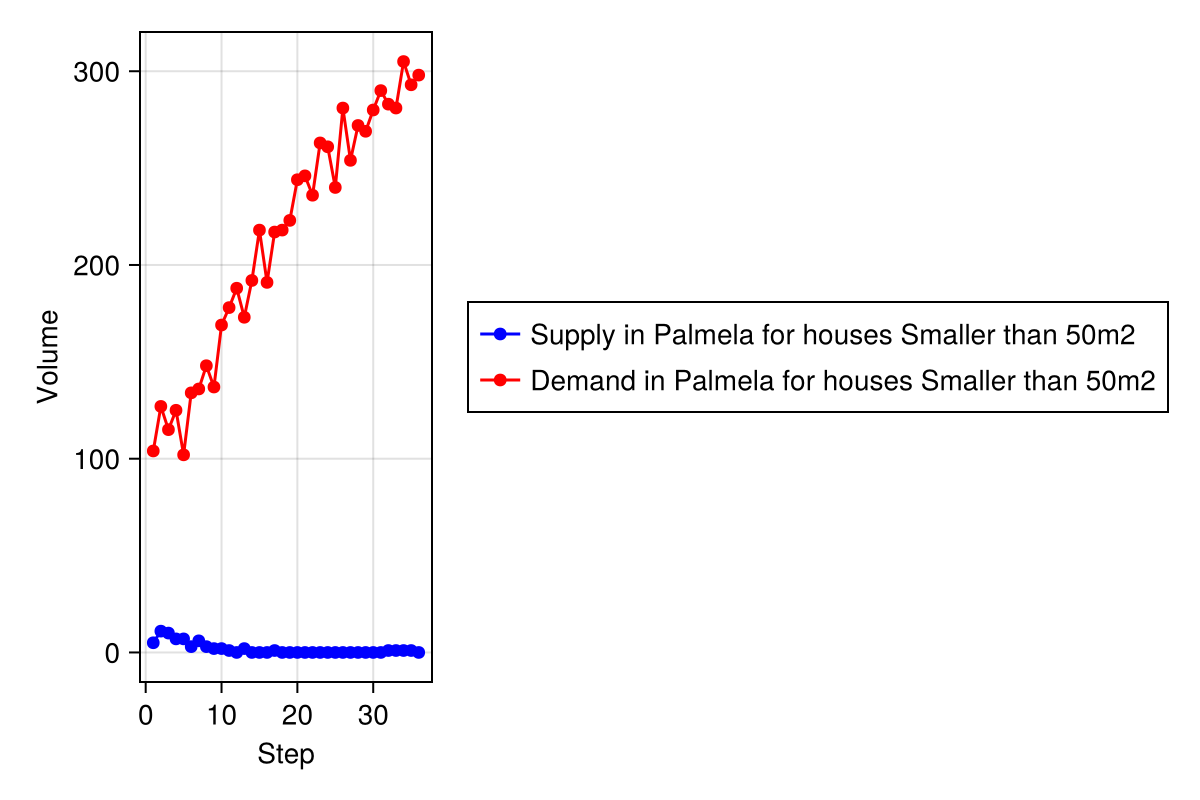 300
200
100
0
Volume
0 10 20 30
Step
Supply in Palmela for houses Smaller than 50m2
Demand in Palmela for houses Smaller than 50m2